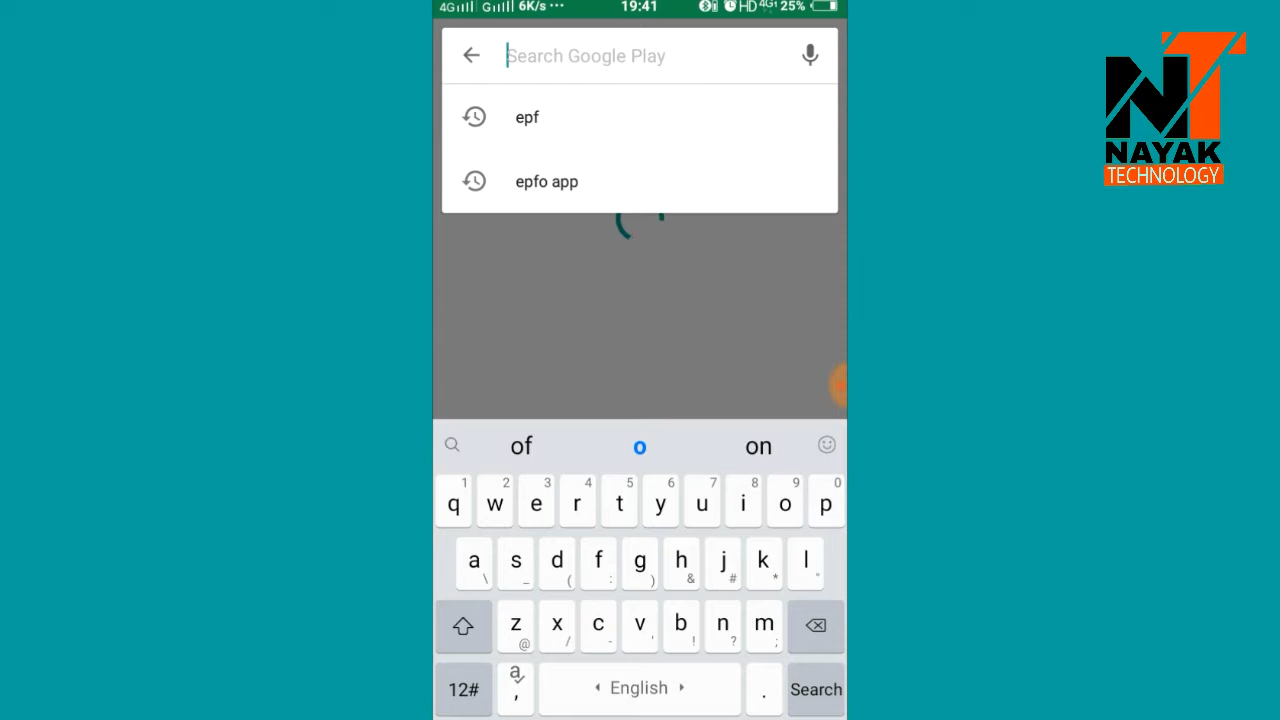 4G G 6K/s ··· 19:41 HD 4G 25%
Search Google Play
epf
epfo app
NT
NAYAK
TECHNOLOGY
of o on
1 2 3 4 5 6 7 8 9 0
q w e r t y u i o p
a s d f g h j k l
\ _ ( : ) & # * "
z x c v b n m
@ / - ' ! ? ;
12# a , English . Search